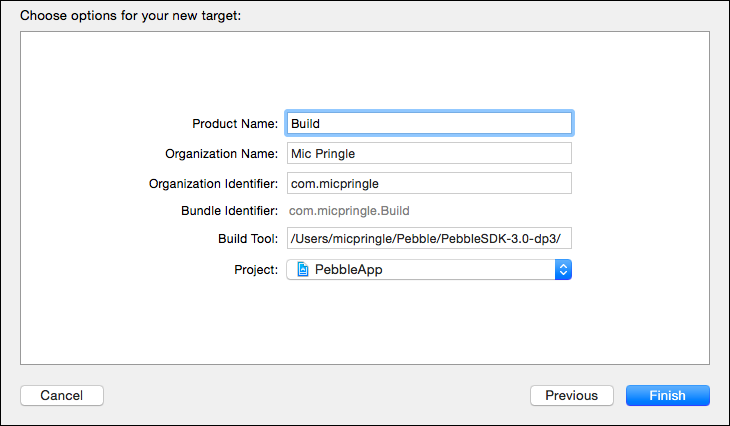 Choose options for your new target:
Product Name: Build
Organization Name: Mic Pringle
Organization Identifier: com.micpringle
Bundle Identifier: com.micpringle.Build
Build Tool: /Users/micpringle/Pebble/PebbleSDK-3.0-dp3/
Project: PebbleApp
Cancel Previous Finish